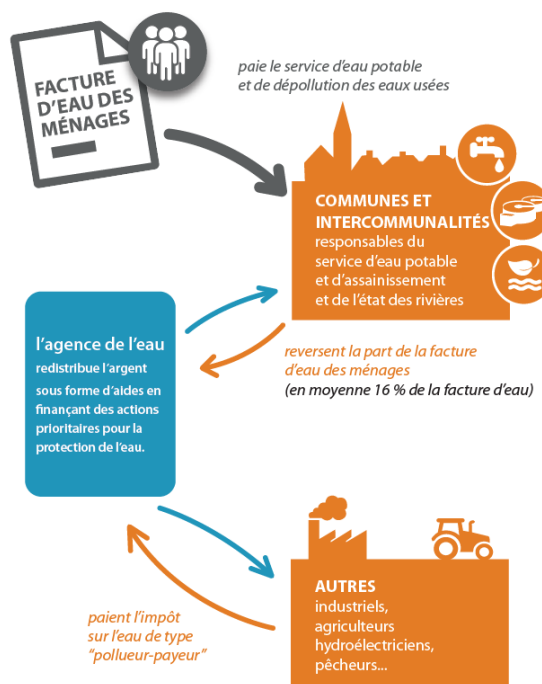 FACTURE
D'EAU DES
MÉNAGES
paie le service d'eau potable
et de dépollution des eaux usées
COMMUNES ET
INTERCOMMUNALITÉS
responsables du
service d'eau potable
et d'assainissement
et de l'état des rivières
l'agence de l'eau
redistribue l'argent
sous forme d'aides en
finançant des actions
prioritaires pour la
protection de l'eau.
reversent la part de la facture
d'eau des ménages
(en moyenne 16 % de la facture d'eau)
paient l'impôt
sur l'eau de type
"pollueur-payeur"
AUTRES
industriels,
agriculteurs
hydroélectriciens,
pêcheurs...